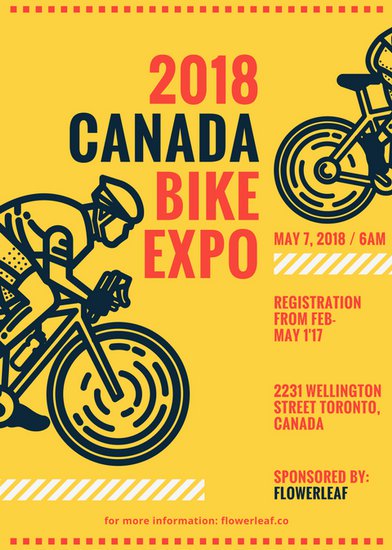 2018
CANADA
BIKE
EXPO
MAY 7, 2018 / 6AM
REGISTRATION
FROM FEB-
MAY 1'17
2231 WELLINGTON
STREET TORONTO,
CANADA
SPONSORED BY:
FLOWERLEAF
for more information: flowerleaf.co